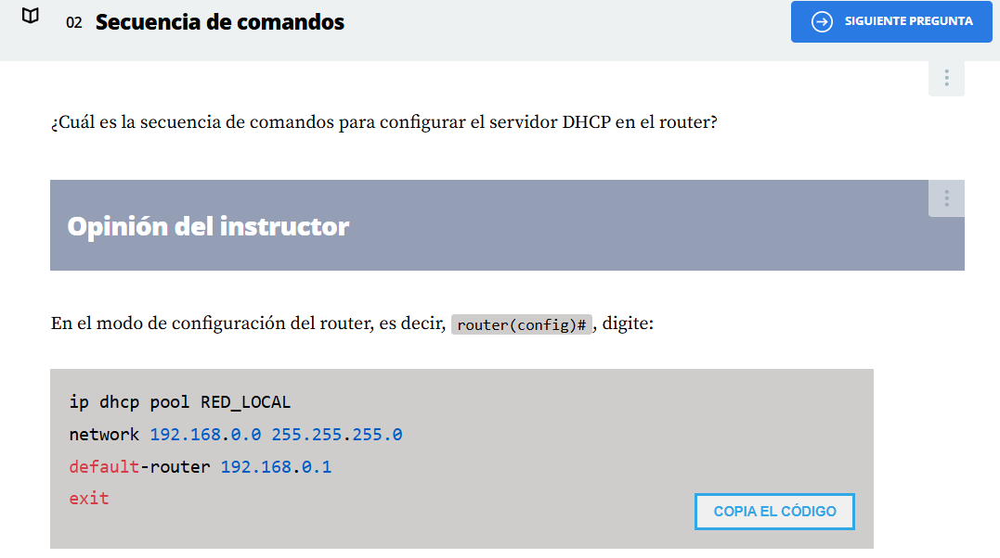 02 Secuencia de comandos
SIGUIENTE PREGUNTA
¿Cuál es la secuencia de comandos para configurar el servidor DHCP en el router?
Opinión del instructor
En el modo de configuración del router, es decir, router(config)# , digite:
ip dhcp pool RED_LOCAL
network 192.168.0.0 255.255.255.0
default-router 192.168.0.1
exit
COPIA EL CÓDIGO